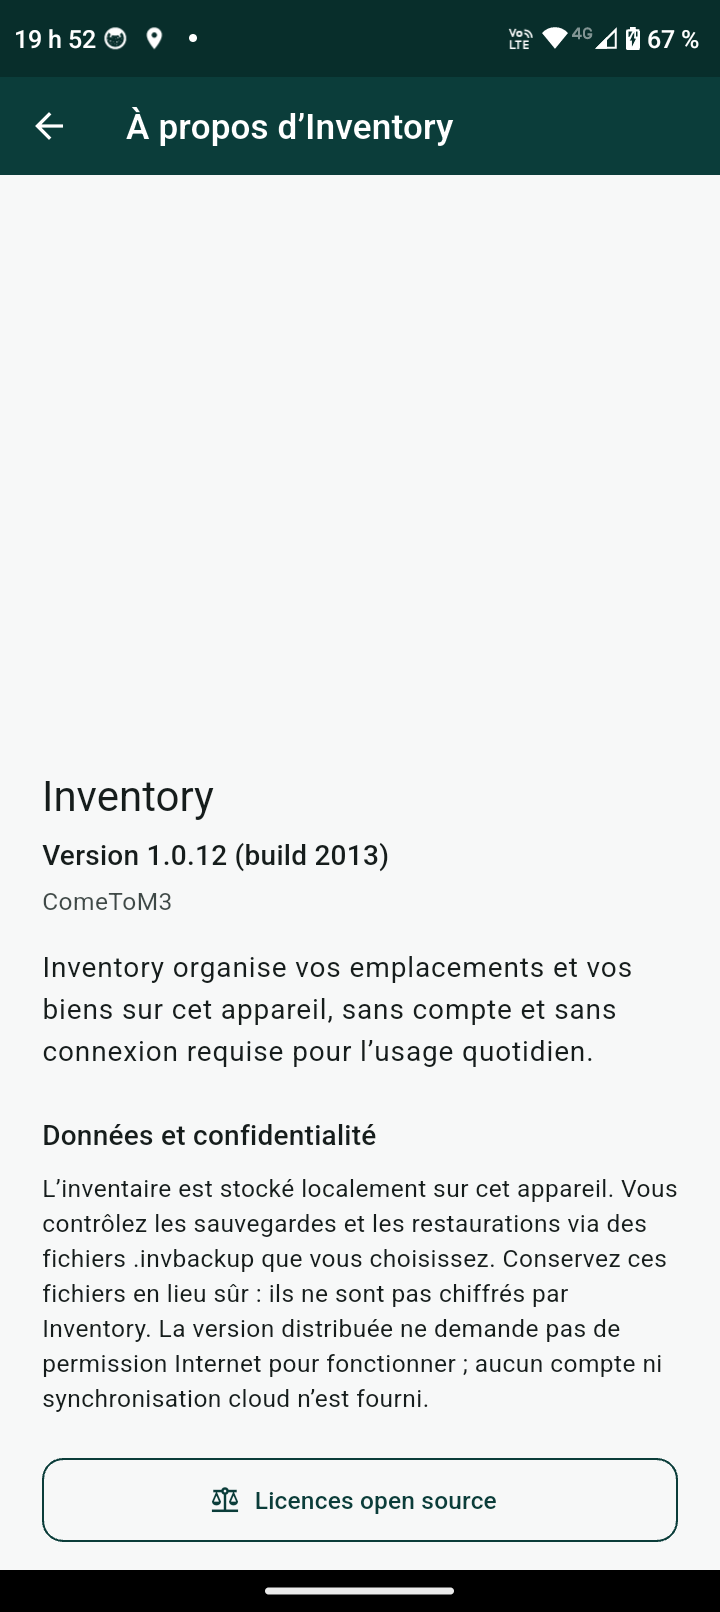 19 h 52
Vo LTE 4G 67 %
À propos d’Inventory
Inventory
Version 1.0.12 (build 2013)
ComeToM3
Inventory organise vos emplacements et vos
biens sur cet appareil, sans compte et sans
connexion requise pour l’usage quotidien.
Données et confidentialité
L’inventaire est stocké localement sur cet appareil. Vous
contrôlez les sauvegardes et les restaurations via des
fichiers .invbackup que vous choisissez. Conservez ces
fichiers en lieu sûr : ils ne sont pas chiffrés par
Inventory. La version distribuée ne demande pas de
permission Internet pour fonctionner ; aucun compte ni
synchronisation cloud n’est fourni.
Licences open source